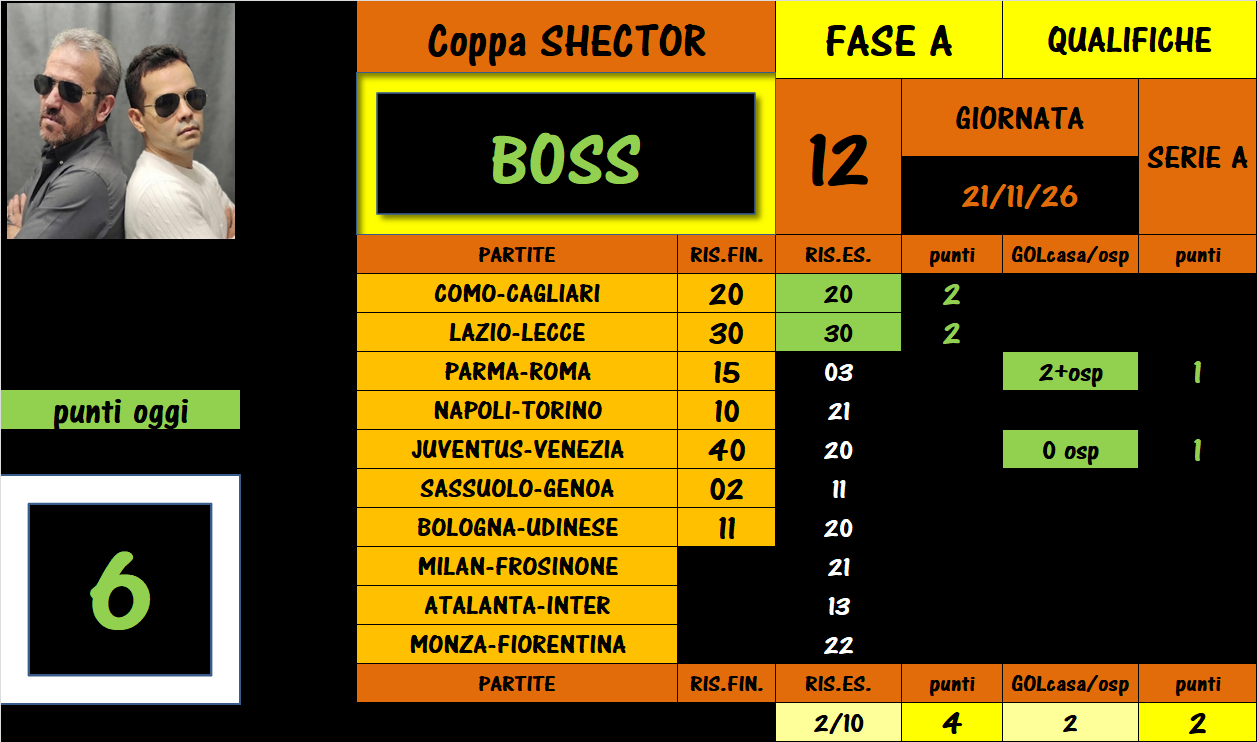 Coppa SHECTOR FASE A QUALIFICHE
BOSS 12 GIORNATA SERIE A
21/11/26
PARTITE RIS.FIN. RIS.ES. punti GOLcasa/osp punti
COMO-CAGLIARI 20 20 2
LAZIO-LECCE 30 30 2
PARMA-ROMA 15 03 2+osp 1
punti oggi
NAPOLI-TORINO 10 21
JUVENTUS-VENEZIA 40 20 0 osp 1
SASSUOLO-GENOA 02 11
BOLOGNA-UDINESE 11 20
6
MILAN-FROSINONE 21
ATALANTA-INTER 13
MONZA-FIORENTINA 22
PARTITE RIS.FIN. RIS.ES. punti GOLcasa/osp punti
2/10 4 2 2